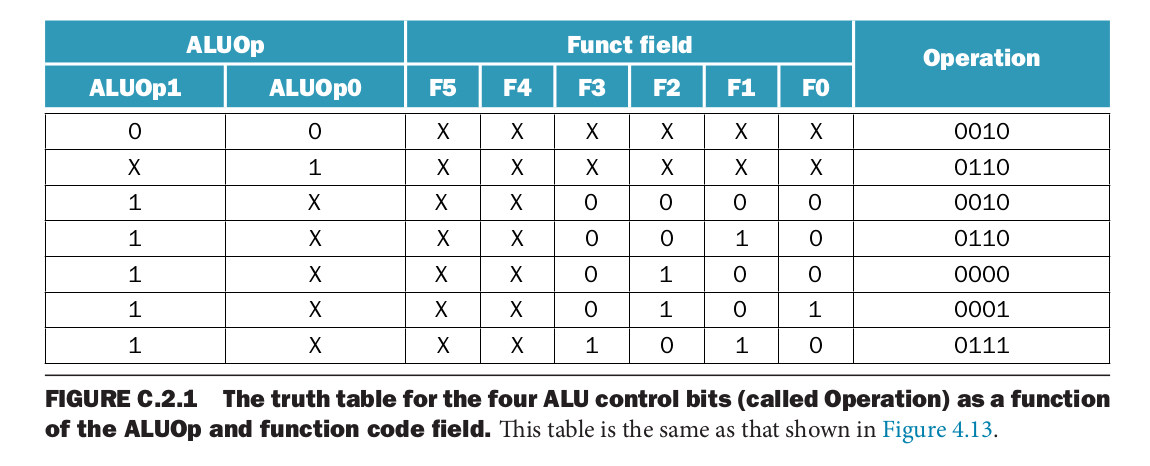 ALUOp Funct field Operation
ALUOp1 ALUOp0 F5 F4 F3 F2 F1 F0
0 0 X X X X X X 0010
X 1 X X X X X X 0110
1 X X X 0 0 0 0 0010
1 X X X 0 0 1 0 0110
1 X X X 0 1 0 0 0000
1 X X X 0 1 0 1 0001
1 X X X 1 0 1 0 0111
FIGURE C.2.1 The truth table for the four ALU control bits (called Operation) as a function
of the ALUOp and function code field. This table is the same as that shown in Figure 4.13.